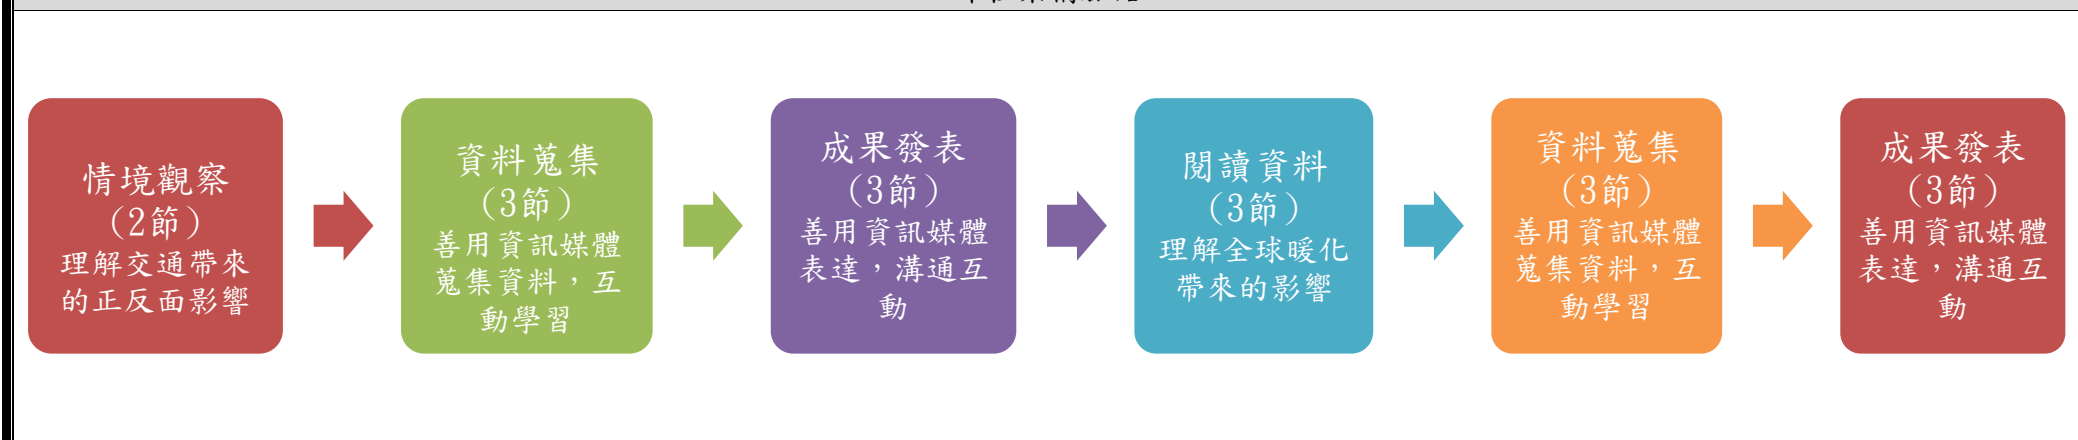 情境觀察
(2節)
理解交通帶來
的正反面影響
資料蒐集
(3節)
善用資訊媒體
蒐集資料，互
動學習
成果發表
(3節)
善用資訊媒體
表達，溝通互
動
閱讀資料
(3節)
理解全球暖化
帶來的影響
資料蒐集
(3節)
善用資訊媒體
蒐集資料，互
動學習
成果發表
(3節)
善用資訊媒體
表達，溝通互
動